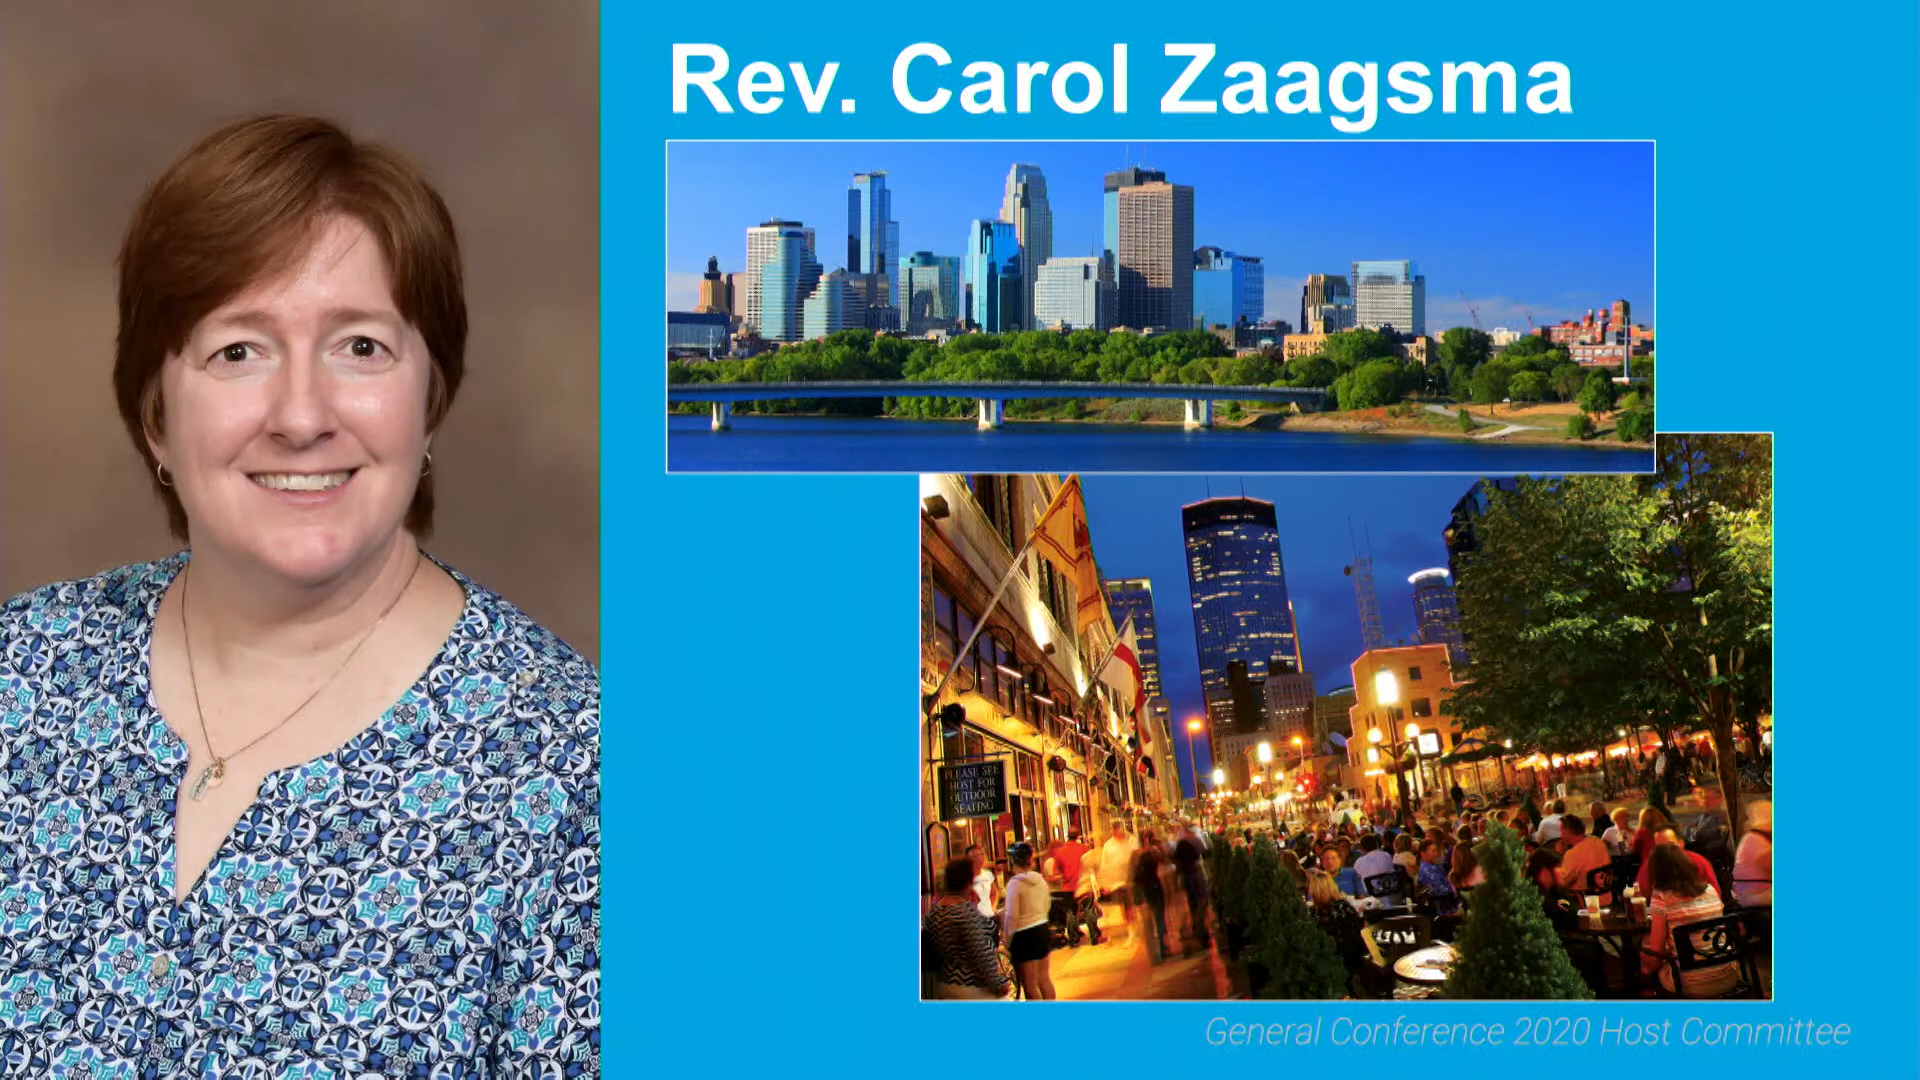 Rev. Carol Zaagsma
PLEASE SEE
HOST FOR
OUTDOOR
SEATING
General Conference 2020 Host Committee